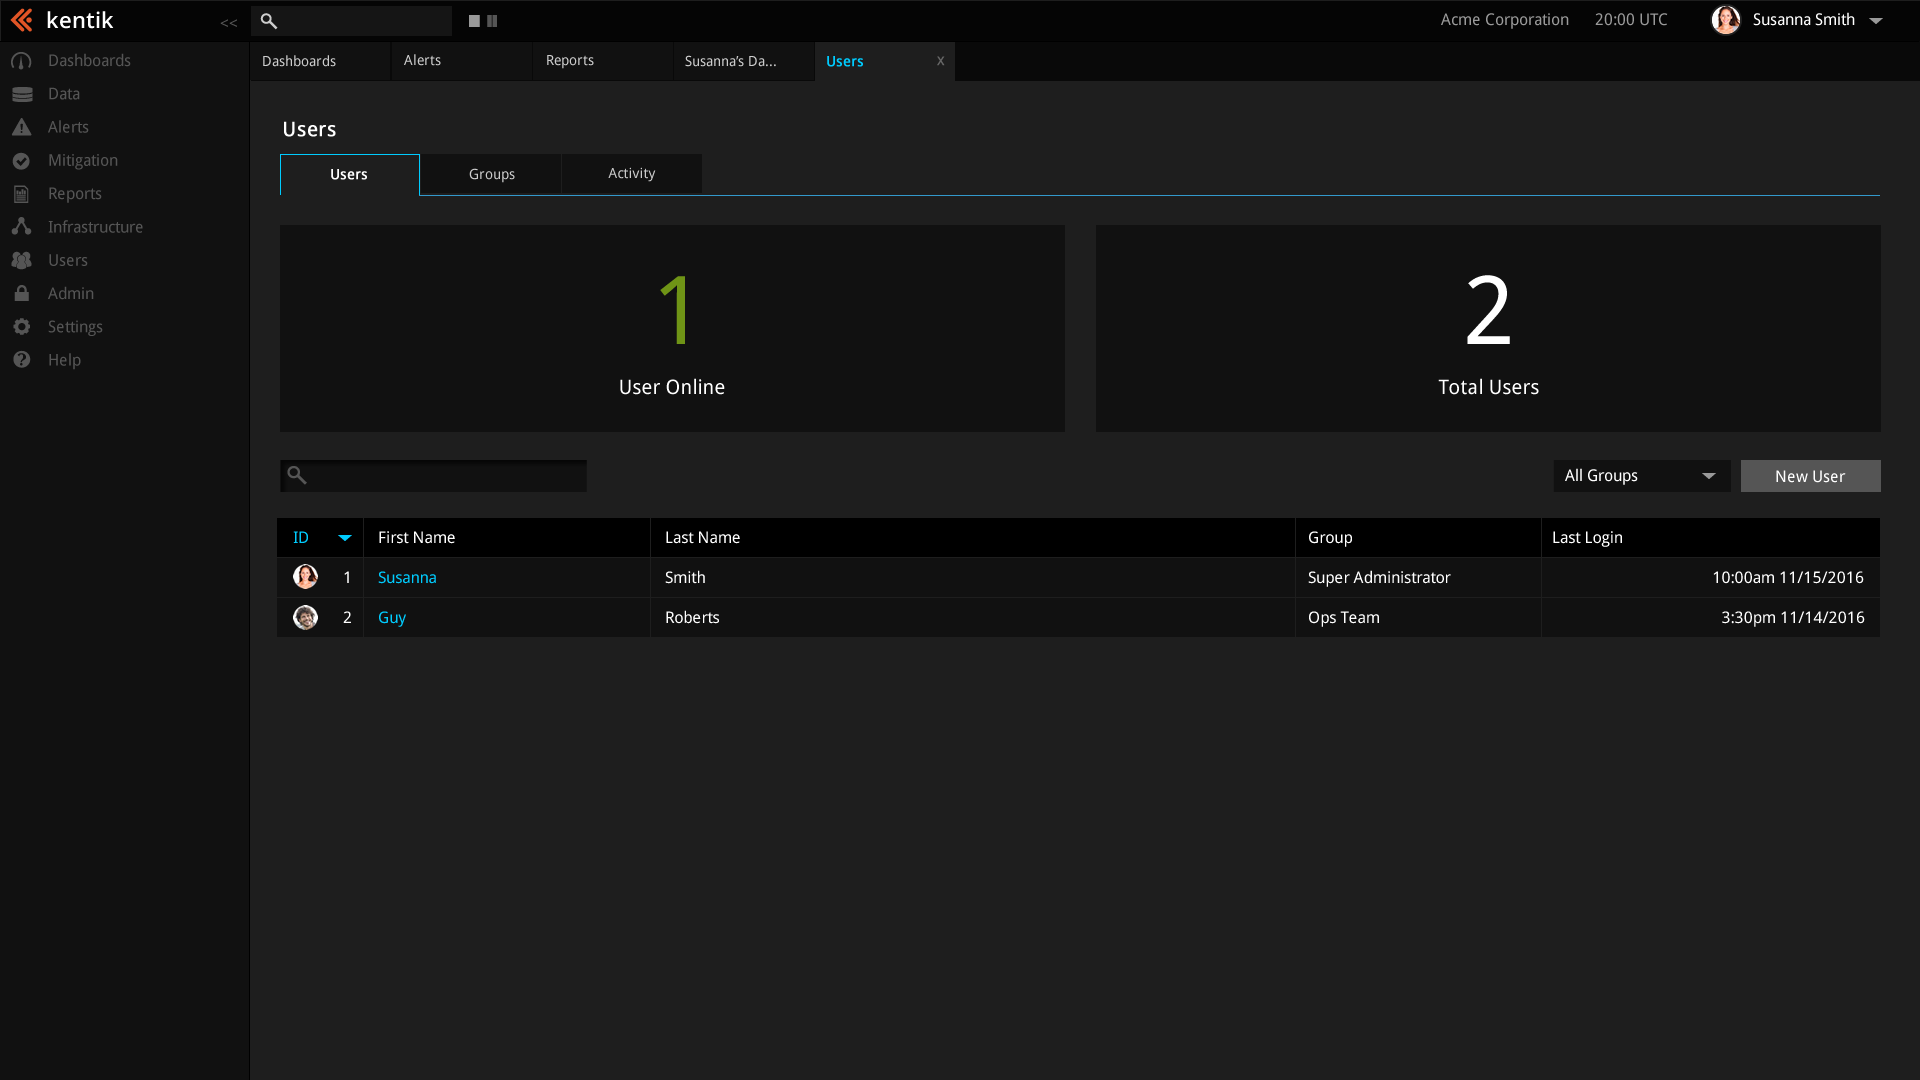 kentik
<<
Acme Corporation 20:00 UTC Susanna Smith
Dashboards
Data
Alerts
Mitigation
Reports
Infrastructure
Users
Admin
Settings
Help
Dashboards Alerts Reports Susanna’s Da... Users X
Users
Users Groups Activity
1
User Online
2
Total Users
All Groups New User
ID First Name Last Name Group Last Login
1 Susanna Smith Super Administrator 10:00am 11/15/2016
2 Guy Roberts Ops Team 3:30pm 11/14/2016